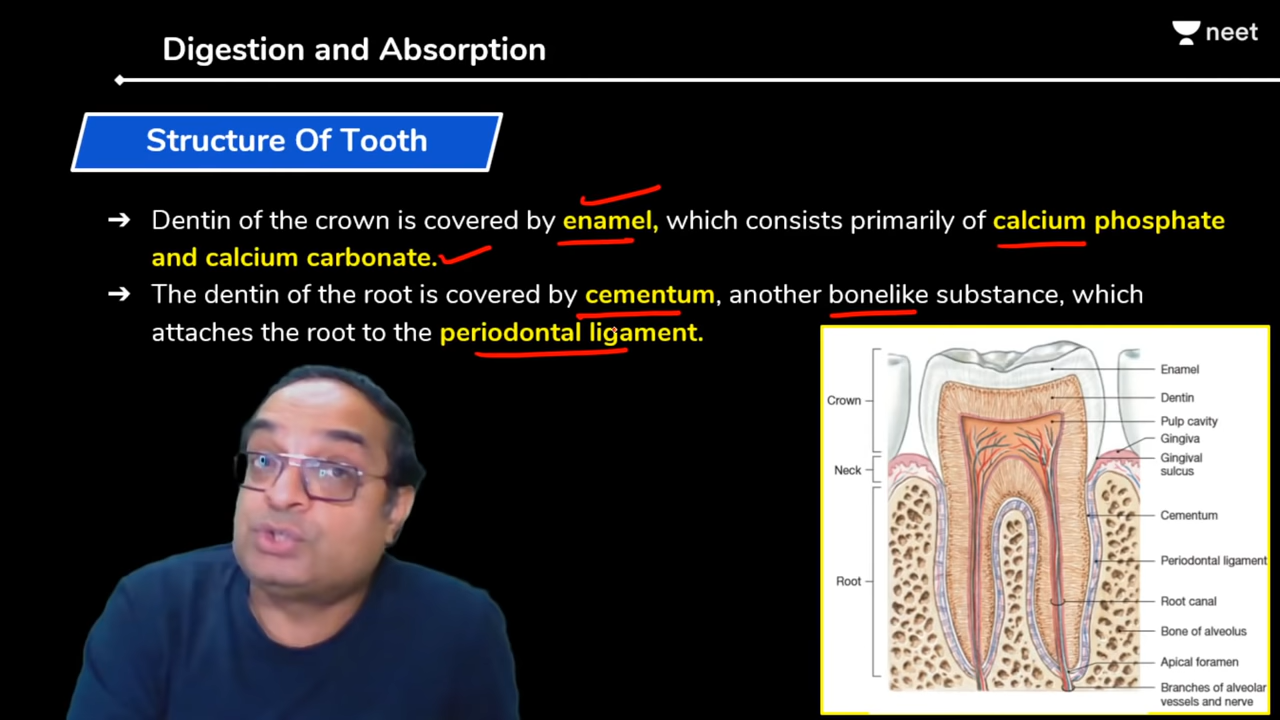 neet
Digestion and Absorption
Structure Of Tooth
➔ Dentin of the crown is covered by enamel, which consists primarily of calcium phosphate
and calcium carbonate.
➔ The dentin of the root is covered by cementum, another bonelike substance, which
attaches the root to the periodontal ligament.
Crown
Neck
Root
Enamel
Dentin
Pulp cavity
Gingiva
Gingival
sulcus
Cementum
Periodontal ligament
Root canal
Bone of alveolus
Apical foramen
Branches of alveolar
vessels and nerve